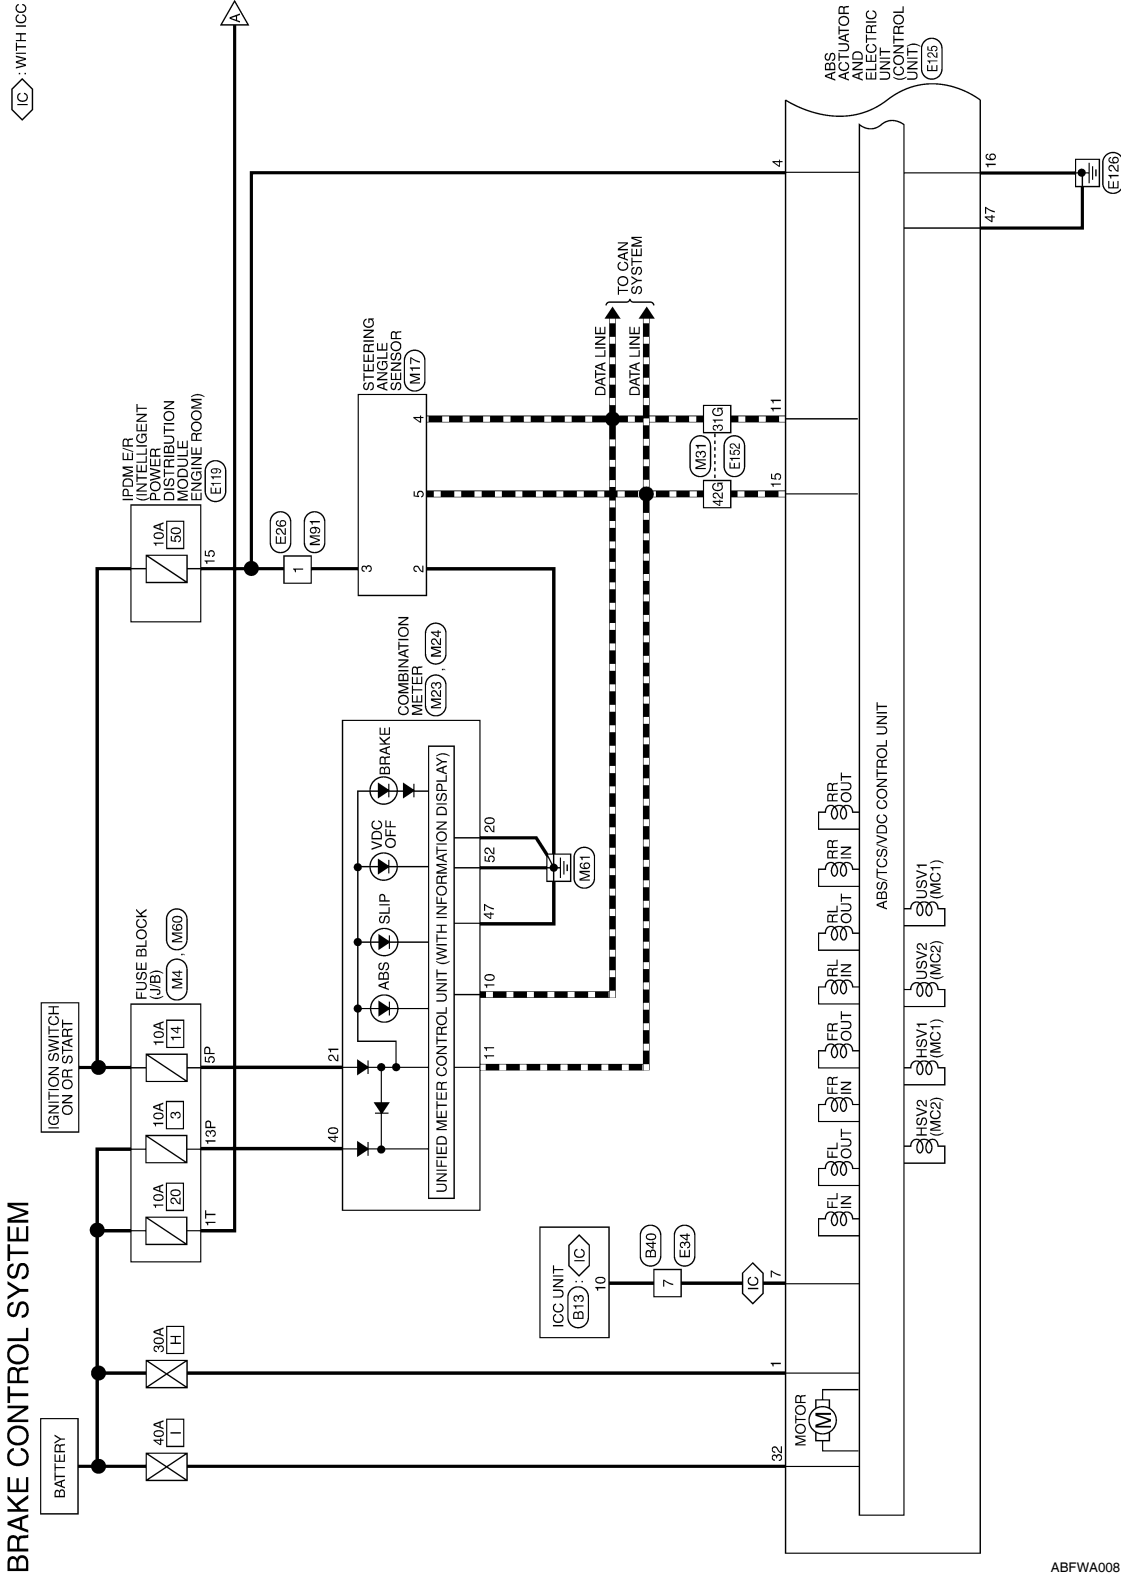 BRAKE CONTROL SYSTEM
IC : WITH ICC
BATTERY
IGNITION SWITCH
ON OR START
40A
I
30A
H
10A
20
10A
3
10A
14
FUSE BLOCK
(J/B)
M4 , M60
1T
13P
5P
10A
50
IPDM E/R
(INTELLIGENT
POWER
DISTRIBUTION
MODULE
ENGINE ROOM)
E119
15
A
1
E26
M91
40
21
ABS
SLIP
VDC
OFF
BRAKE
COMBINATION
METER
M23 , M24
UNIFIED METER CONTROL UNIT (WITH INFORMATION DISPLAY)
11
10
47
52
20
M61
3
2
5
4
STEERING
ANGLE
SENSOR
M17
DATA LINE
DATA LINE
TO CAN
SYSTEM
ICC UNIT
B13 : IC
10
7
B40
E34
IC
42G
31G
M31
E152
32
1
7
15
11
4
MOTOR
M
FL
IN
FL
OUT
FR
IN
FR
OUT
RL
IN
RL
OUT
RR
IN
RR
OUT
ABS/TCS/VDC CONTROL UNIT
HSV2
(MC2)
HSV1
(MC1)
USV2
(MC2)
USV1
(MC1)
ABS
ACTUATOR
AND
ELECTRIC
UNIT
(CONTROL
UNIT)
E125
47
16
E126
ABFWA008